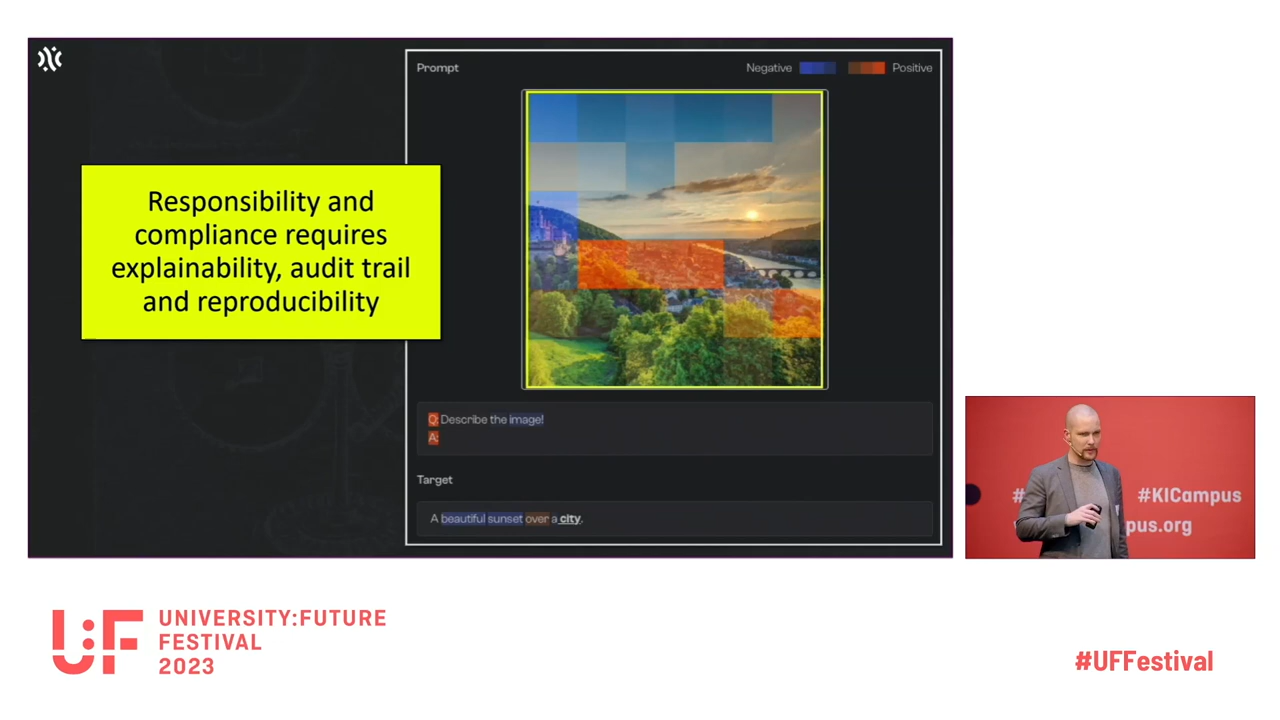 Prompt
Negative
Positive
Responsibility and
compliance requires
explainability, audit trail
and reproducibility
Q: Describe the image!
A:
Target
A beautiful sunset over a city.
#
#KICampus
pus.org
U:F
UNIVERSITY:FUTURE
FESTIVAL
2023
#UFFestival